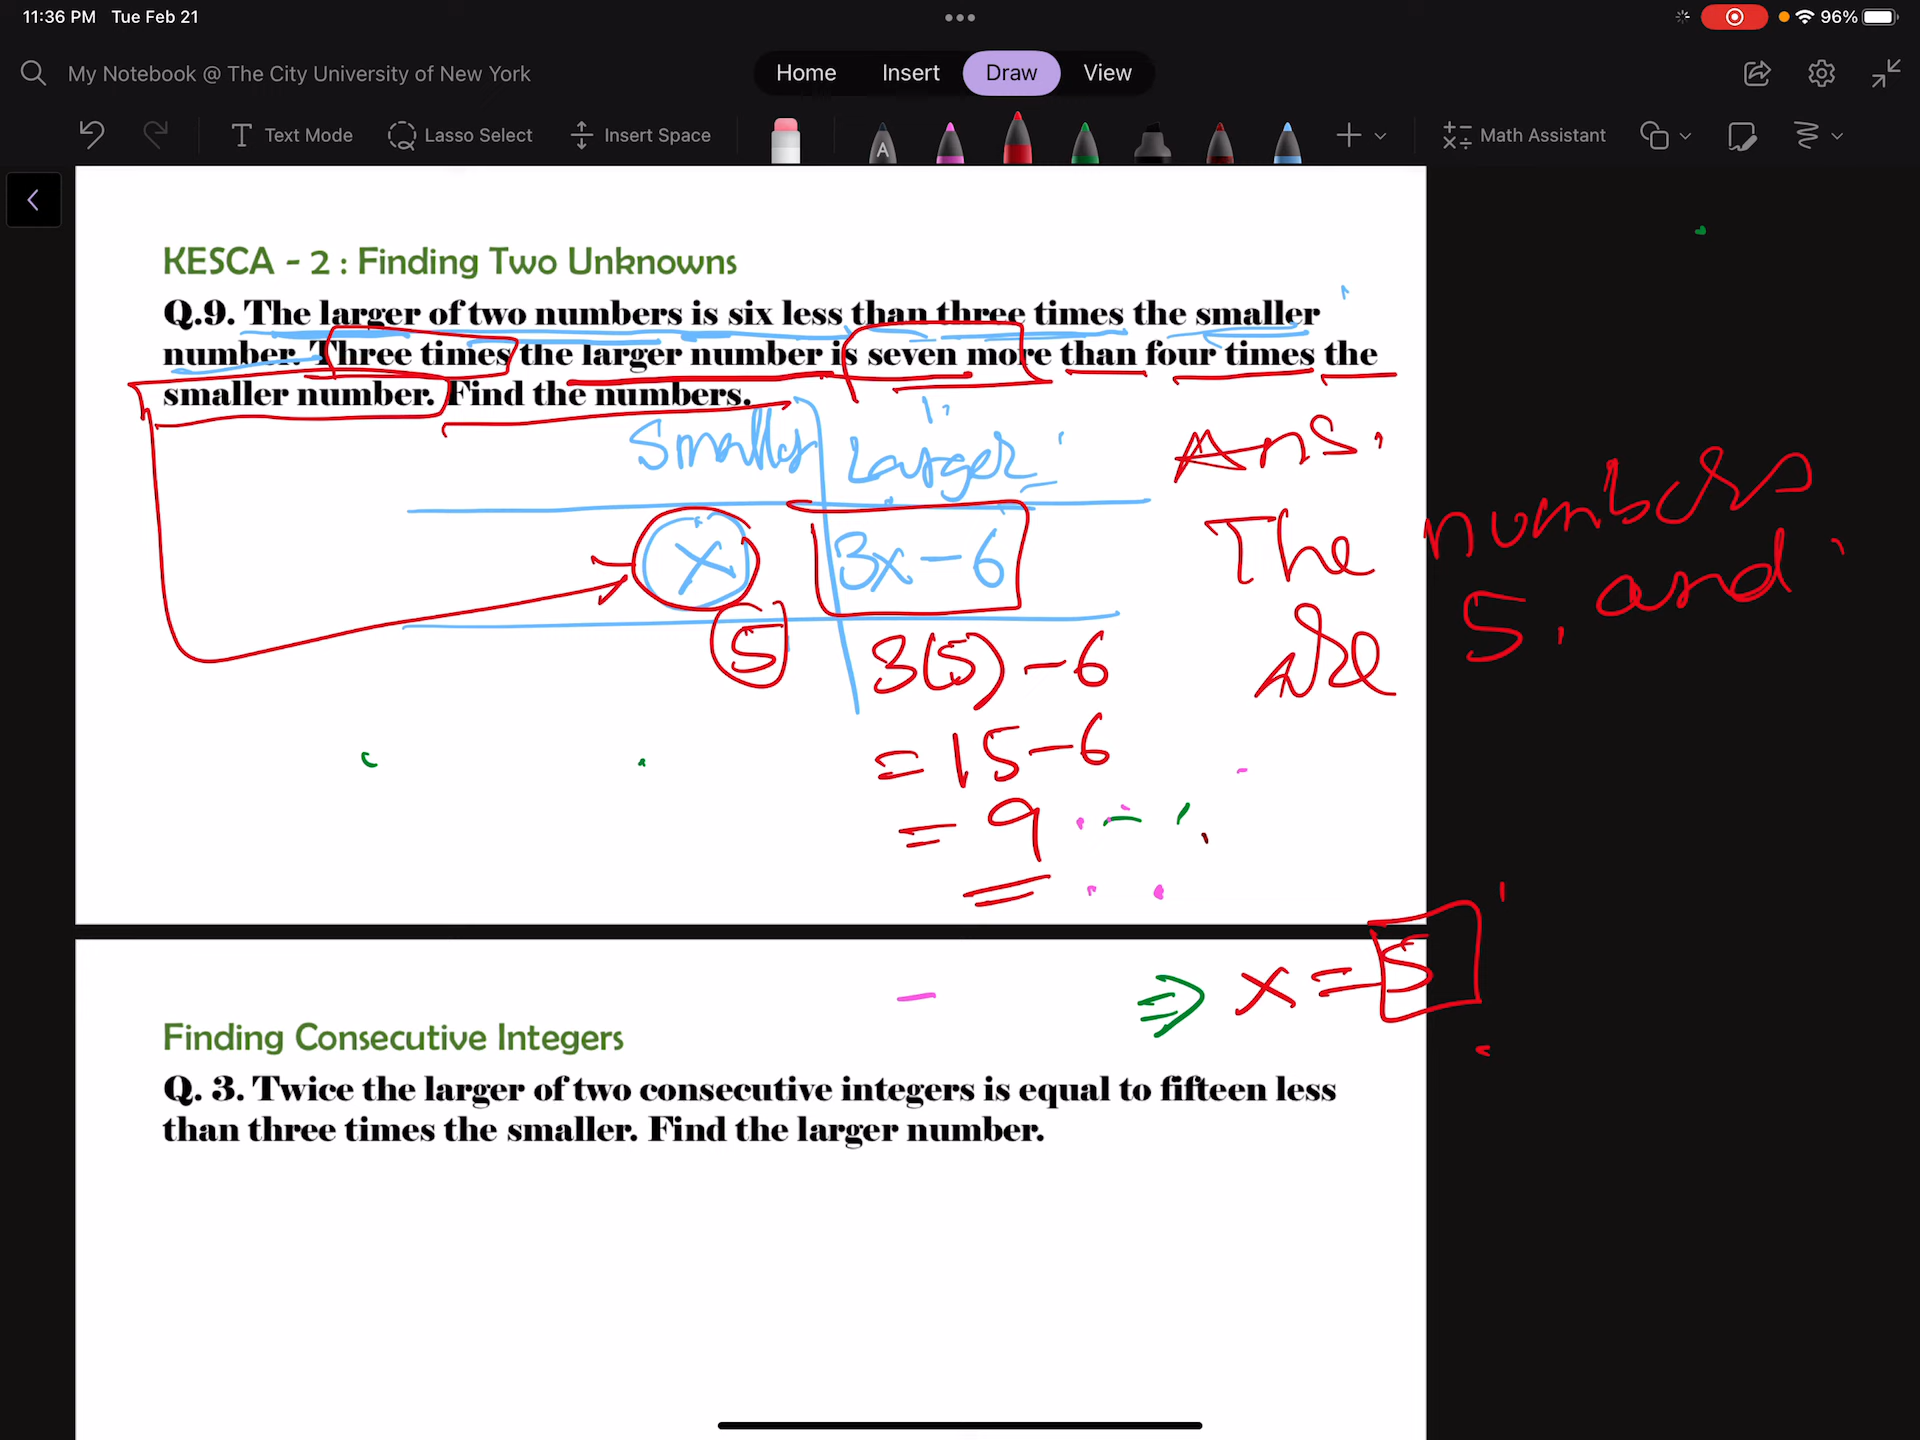 11:36 PM Tue Feb 21 96%
My Notebook @ The City University of New York Home Insert Draw View
Text Mode Lasso Select Insert Space A Math Assistant
KESCA - 2 : Finding Two Unknowns
Q.9. The larger of two numbers is six less than three times the smaller
number. Three times the larger number is seven more than four times the
smaller number. Find the numbers.
Smaller Larger
x 3x-6
5 3(5)-6
= 15-6
= 9
Ans.
The numbers
are 5, and
⇒ x = 5
Finding Consecutive Integers
Q. 3. Twice the larger of two consecutive integers is equal to fifteen less
than three times the smaller. Find the larger number.